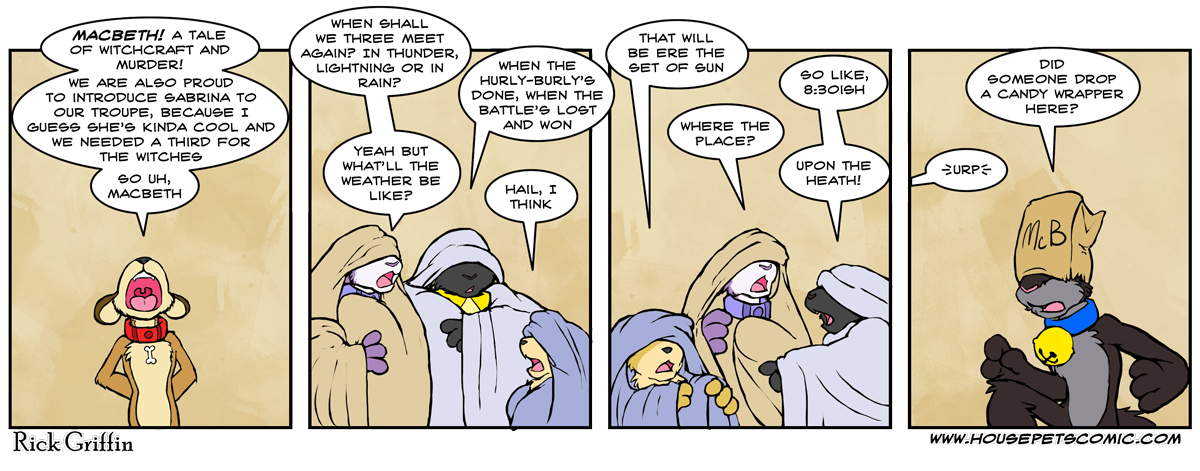 MACBETH! A TALE
OF WITCHCRAFT AND
MURDER!
WE ARE ALSO PROUD
TO INTRODUCE SABRINA TO
OUR TROUPE, BECAUSE I
GUESS SHE'S KINDA COOL AND
WE NEEDED A THIRD FOR
THE WITCHES
SO UH,
MACBETH
WHEN SHALL
WE THREE MEET
AGAIN? IN THUNDER,
LIGHTNING OR IN
RAIN?
WHEN THE
HURLY-BURLY'S
DONE, WHEN THE
BATTLE'S LOST
AND WON
YEAH BUT
WHAT'LL THE
WEATHER BE
LIKE?
HAIL, I
THINK
THAT WILL
BE ERE THE
SET OF SUN
SO LIKE,
8:30ISH
WHERE THE
PLACE?
UPON THE
HEATH!
DID
SOMEONE DROP
A CANDY WRAPPER
HERE?
URP
McB
Rick Griffin
WWW.HOUSEPETSCOMIC.COM